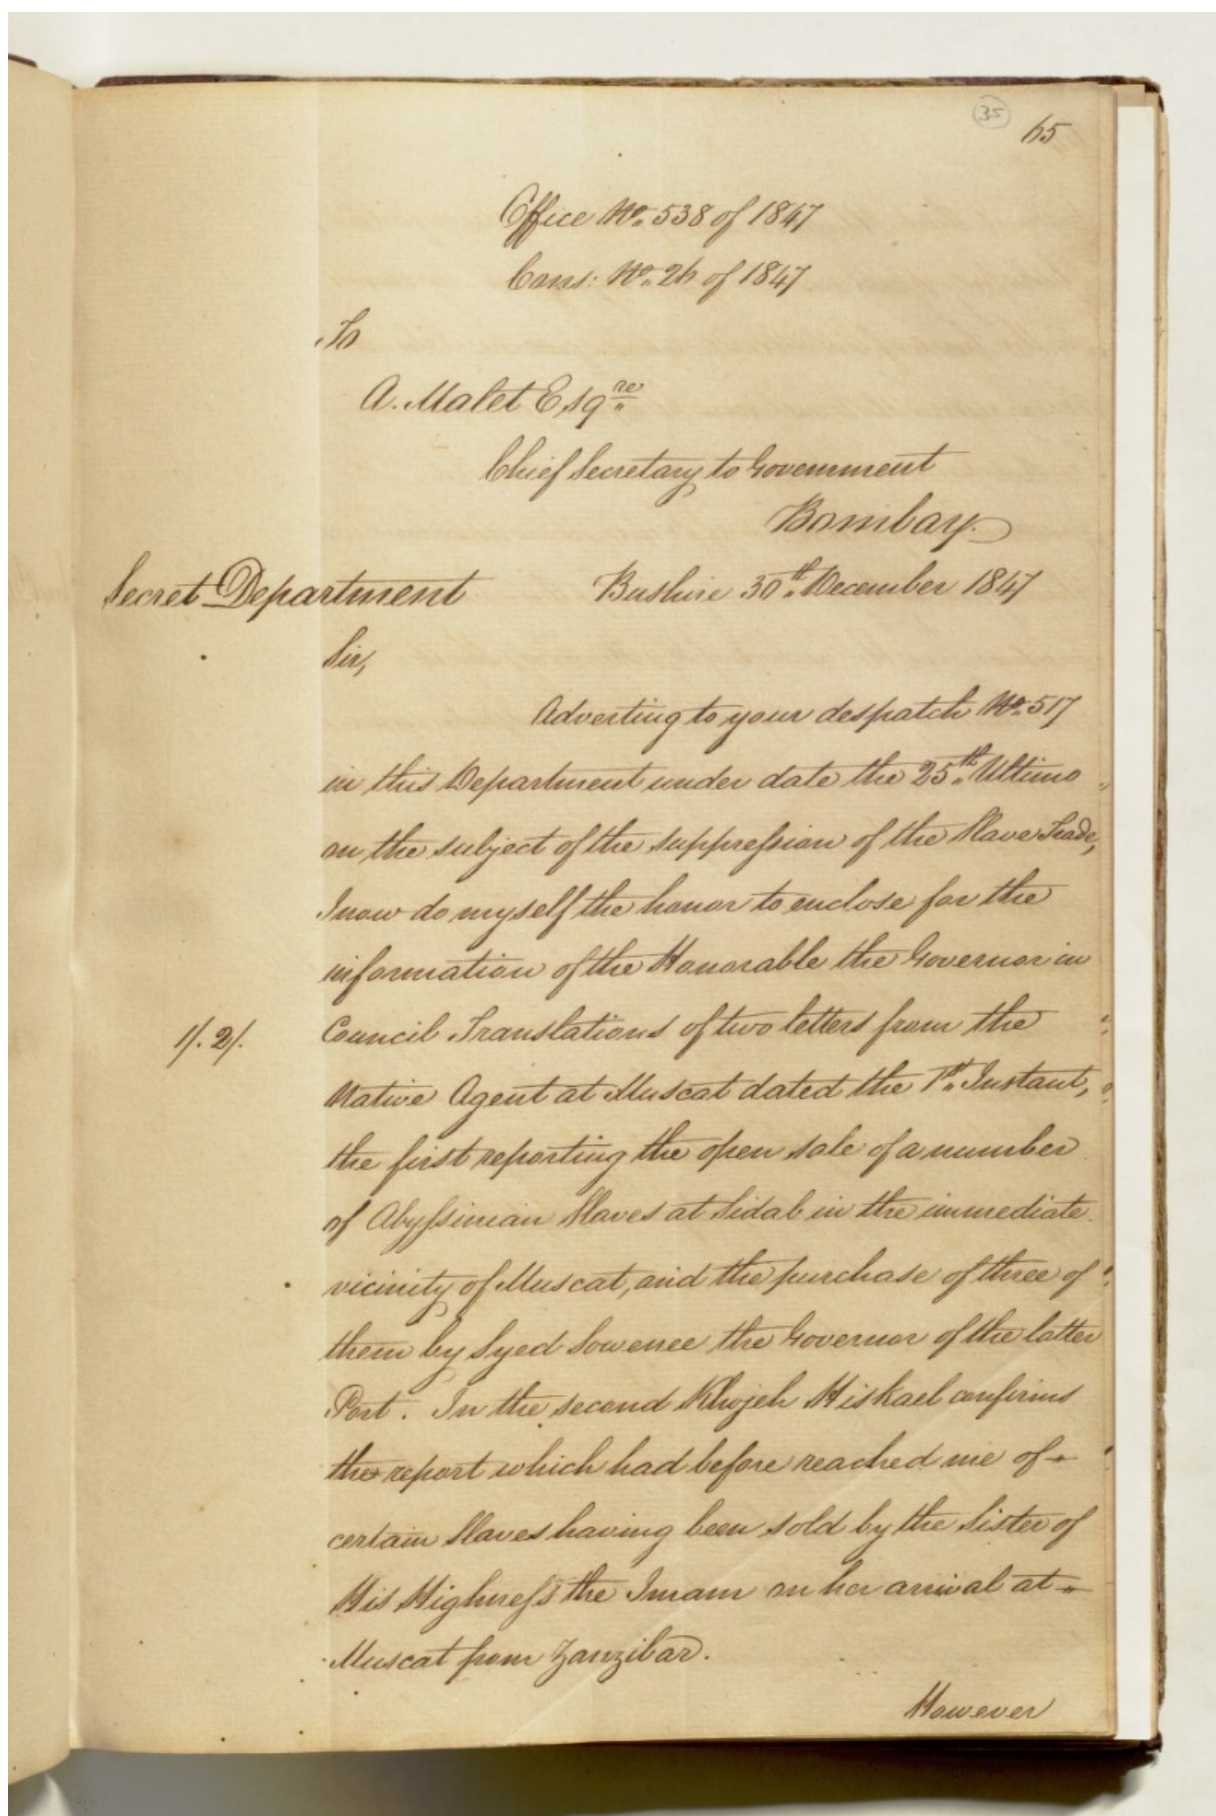 35
65
Office No. 538 of 1847
Cons: No. 26 of 1847
To
A. Malet Esqre
Chief Secretary to Government
Bombay.
Secret Department Bushire 30th December 1847
Sir,
Adverting to your despatch No. 517
in this Department under date the 25th Ultimo
on the subject of the suppression of the Slave Trade,
I now do myself the honor to enclose for the
information of the Honorable the Governor in
1/. 2/. Council Translations of two letters from the
Native Agent at Muscat dated the 1st Instant,
the first reporting the open sale of a number
of Abyssinian Slaves at Sidab in the immediate
vicinity of Muscat, and the purchase of three of
them by Syed Sowenee the Governor of the latter
Port. In the second Khojeh Hiskael confirms
the report which had before reached me of
certain Slaves having been sold by the Sister of
His Highness the Imam on her arrival at
Muscat from Zanzibar.
However